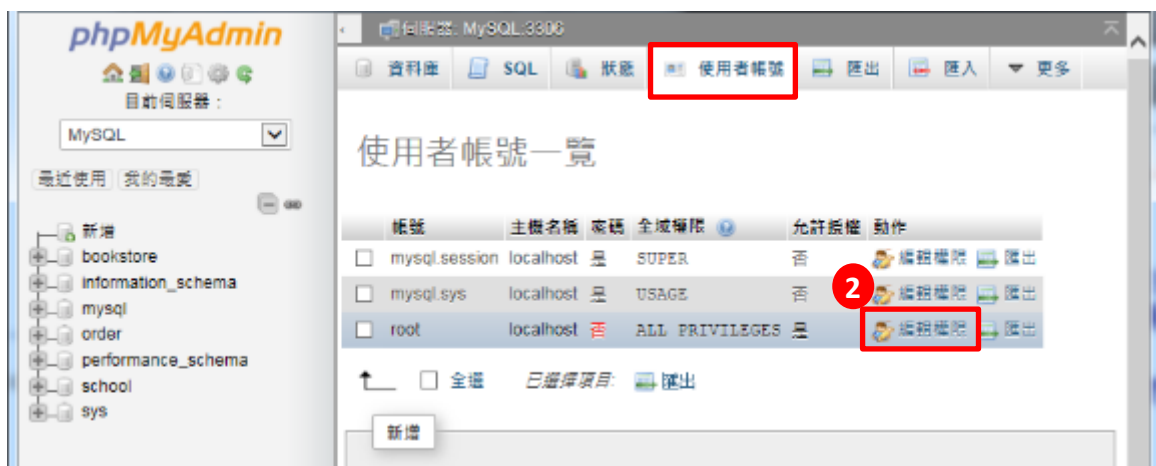 phpMyAdmin
目前伺服器：
MySQL
最近使用 我的最愛
新增
bookstore
information_schema
mysql
order
performance_schema
school
sys
伺服器: MySQL:3306
資料庫 SQL 狀態 使用者帳號 匯出 匯入 更多
使用者帳號一覽
帳號 主機名稱 密碼 全域權限 允許授權 動作
mysql.session localhost 是 SUPER 否 編輯權限 匯出
mysql.sys localhost 是 USAGE 否 編輯權限 匯出
2
root localhost 否 ALL PRIVILEGES 是 編輯權限 匯出
全選 已選擇項目: 匯出
新增